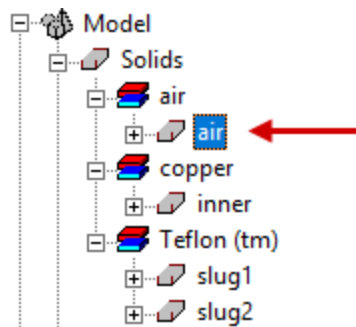 Model
Solids
air
air
copper
inner
Teflon (tm)
slug1
slug2